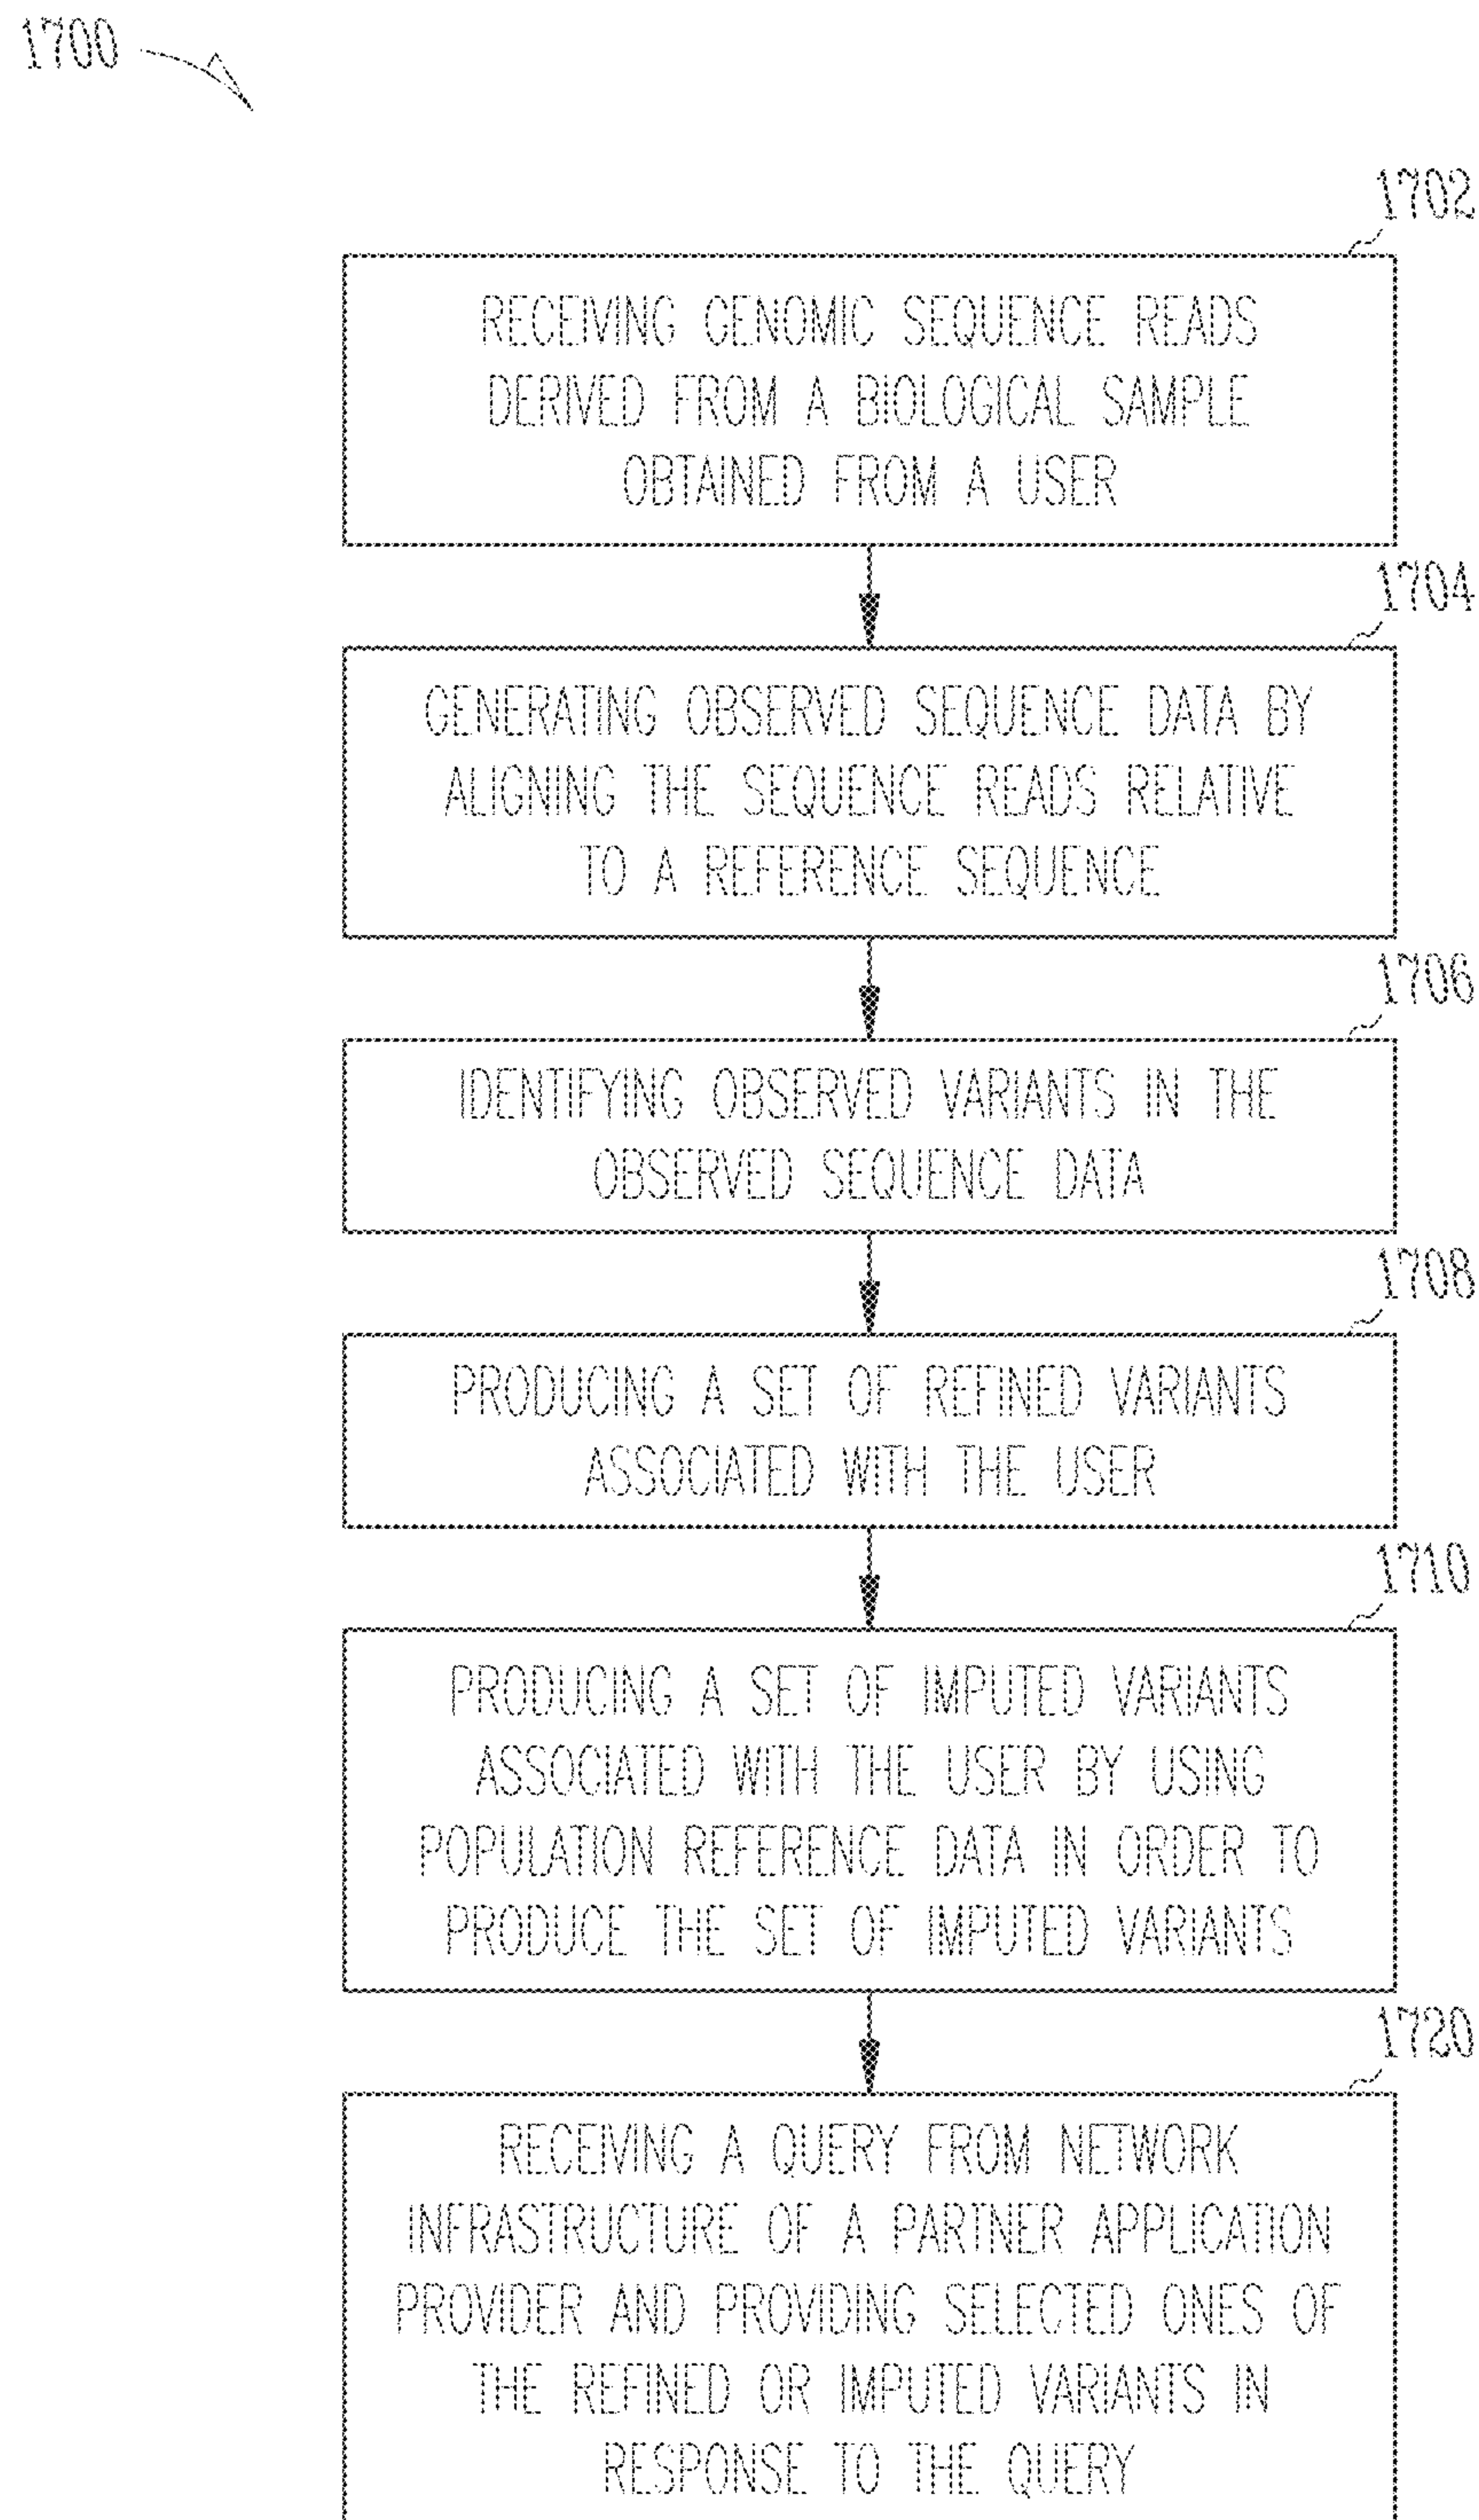 1700
1702
RECEIVING GENOMIC SEQUENCE READS
DERIVED FROM A BIOLOGICAL SAMPLE
OBTAINED FROM A USER
1704
GENERATING OBSERVED SEQUENCE DATA BY
ALIGNING THE SEQUENCE READS RELATIVE
TO A REFERENCE SEQUENCE
1706
IDENTIFYING OBSERVED VARIANTS IN THE
OBSERVED SEQUENCE DATA
1708
PRODUCING A SET OF REFINED VARIANTS
ASSOCIATED WITH THE USER
1710
PRODUCING A SET OF IMPUTED VARIANTS
ASSOCIATED WITH THE USER BY USING
POPULATION REFERENCE DATA IN ORDER TO
PRODUCE THE SET OF IMPUTED VARIANTS
1720
RECEIVING A QUERY FROM NETWORK
INFRASTRUCTURE OF A PARTNER APPLICATION
PROVIDER AND PROVIDING SELECTED ONES OF
THE REFINED OR IMPUTED VARIANTS IN
RESPONSE TO THE QUERY